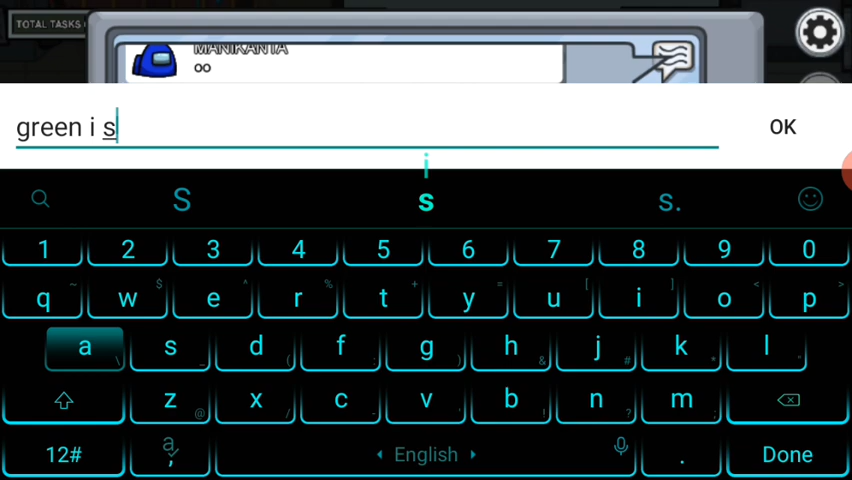 TOTAL TASKS
MANIKANTA
oo
green i s
OK
i
S s s.
1 2 3 4 5 6 7 8 9 0
q ~ w $ e ^ r % t + y = u [ i ] o < p >
a \ s _ d ( f : g ) h & j # k * l "
z @ x / c - v ' b ! n ? m ;
12# a , English . Done